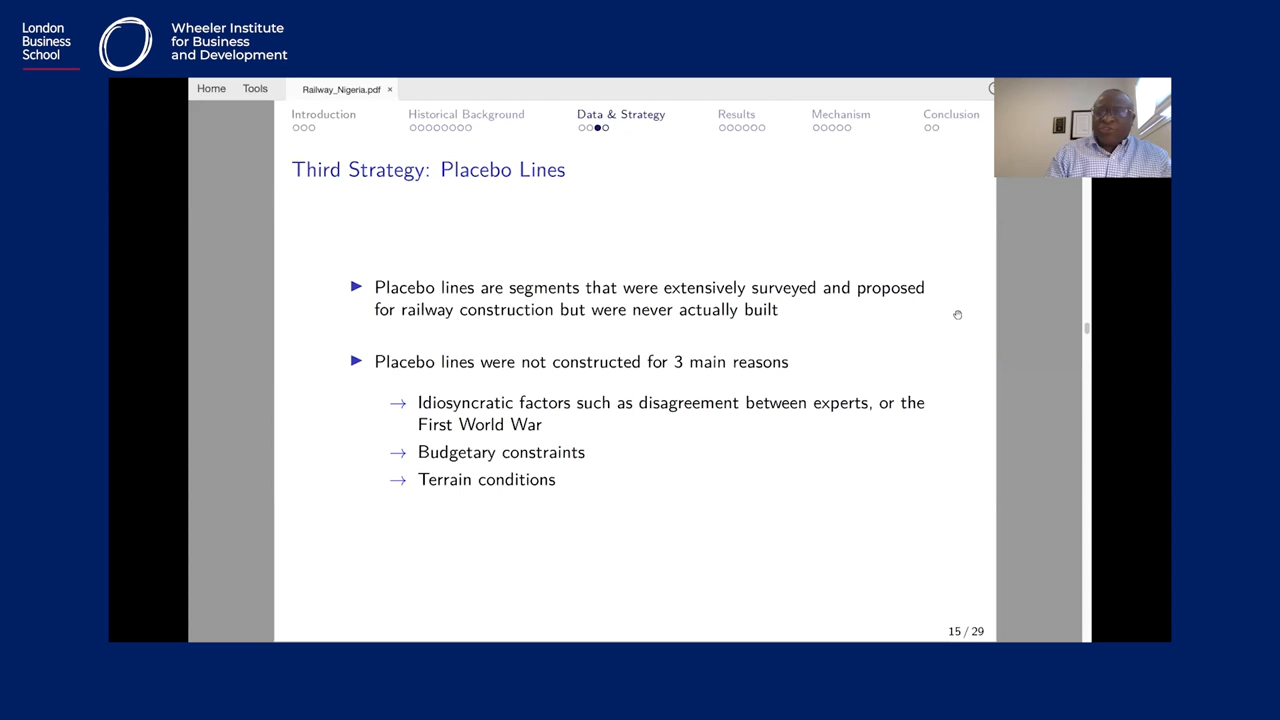 London
Business
School
Wheeler Institute
for Business
and Development
Home Tools Railway_Nigeria.pdf ×
Introduction Historical Background Data & Strategy Results Mechanism Conclusion
Third Strategy: Placebo Lines
Placebo lines are segments that were extensively surveyed and proposed
for railway construction but were never actually built
Placebo lines were not constructed for 3 main reasons
→ Idiosyncratic factors such as disagreement between experts, or the
First World War
→ Budgetary constraints
→ Terrain conditions
15 / 29